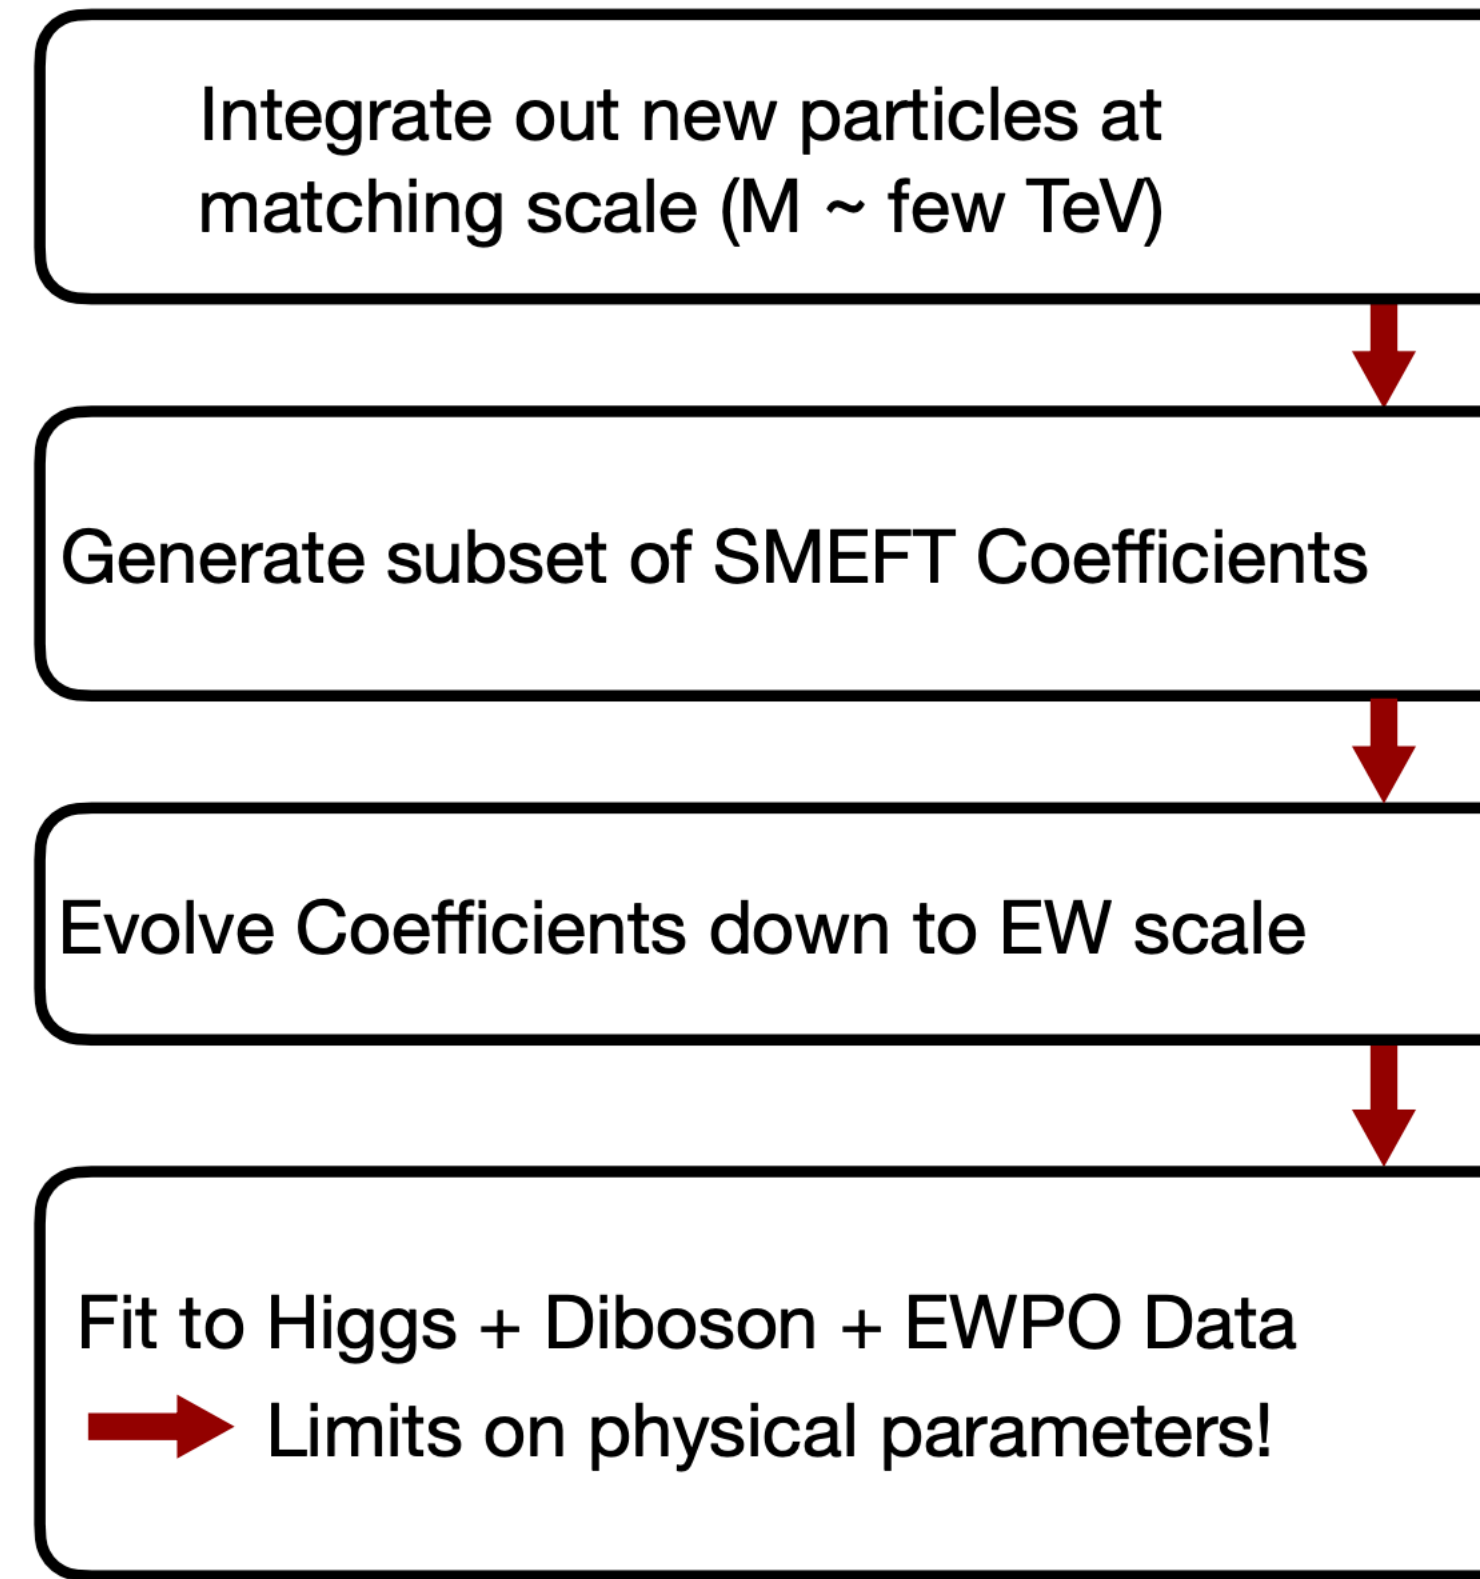 Integrate out new particles at
matching scale (M ~ few TeV)
Generate subset of SMEFT Coefficients
Evolve Coefficients down to EW scale
Fit to Higgs + Diboson + EWPO Data
Limits on physical parameters!